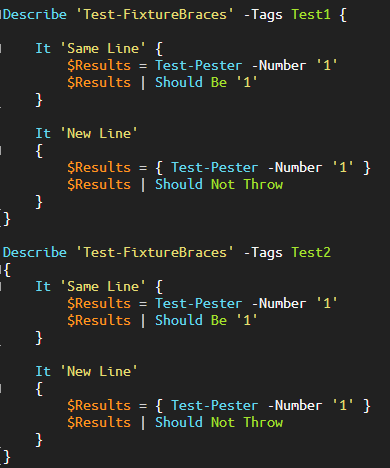 Describe 'Test-FixtureBraces' -Tags Test1 {
It 'Same Line' {
$Results = Test-Pester -Number '1'
$Results | Should Be '1'
}
It 'New Line'
{
$Results = { Test-Pester -Number '1' }
$Results | Should Not Throw
}
}
Describe 'Test-FixtureBraces' -Tags Test2
{
It 'Same Line' {
$Results = Test-Pester -Number '1'
$Results | Should Be '1'
}
It 'New Line'
{
$Results = { Test-Pester -Number '1' }
$Results | Should Not Throw
}
}